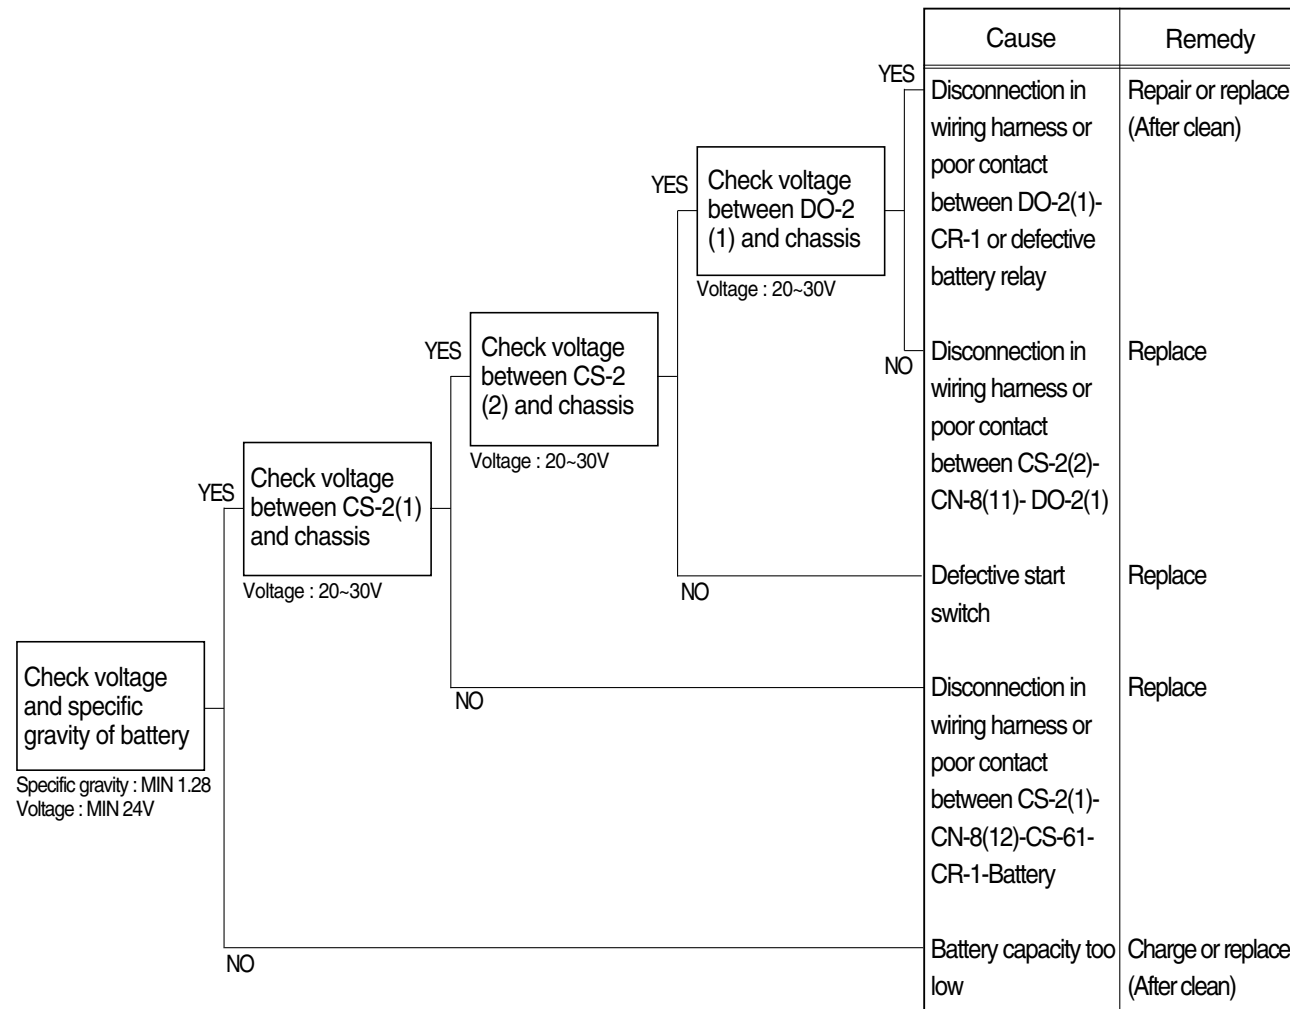 Cause
Remedy
YES
Disconnection in
wiring harness or
poor contact
between DO-2(1)-
CR-1 or defective
battery relay
Repair or replace
(After clean)
YES
Check voltage
between DO-2
(1) and chassis
Voltage : 20~30V
NO
Disconnection in
wiring harness or
poor contact
between CS-2(2)-
CN-8(11)- DO-2(1)
Replace
YES
Check voltage
between CS-2
(2) and chassis
Voltage : 20~30V
NO
Defective start
switch
Replace
YES
Check voltage
between CS-2(1)
and chassis
Voltage : 20~30V
NO
Disconnection in
wiring harness or
poor contact
between CS-2(1)-
CN-8(12)-CS-61-
CR-1-Battery
Replace
Check voltage
and specific
gravity of battery
Specific gravity : MIN 1.28
Voltage : MIN 24V
NO
Battery capacity too
low
Charge or replace
(After clean)